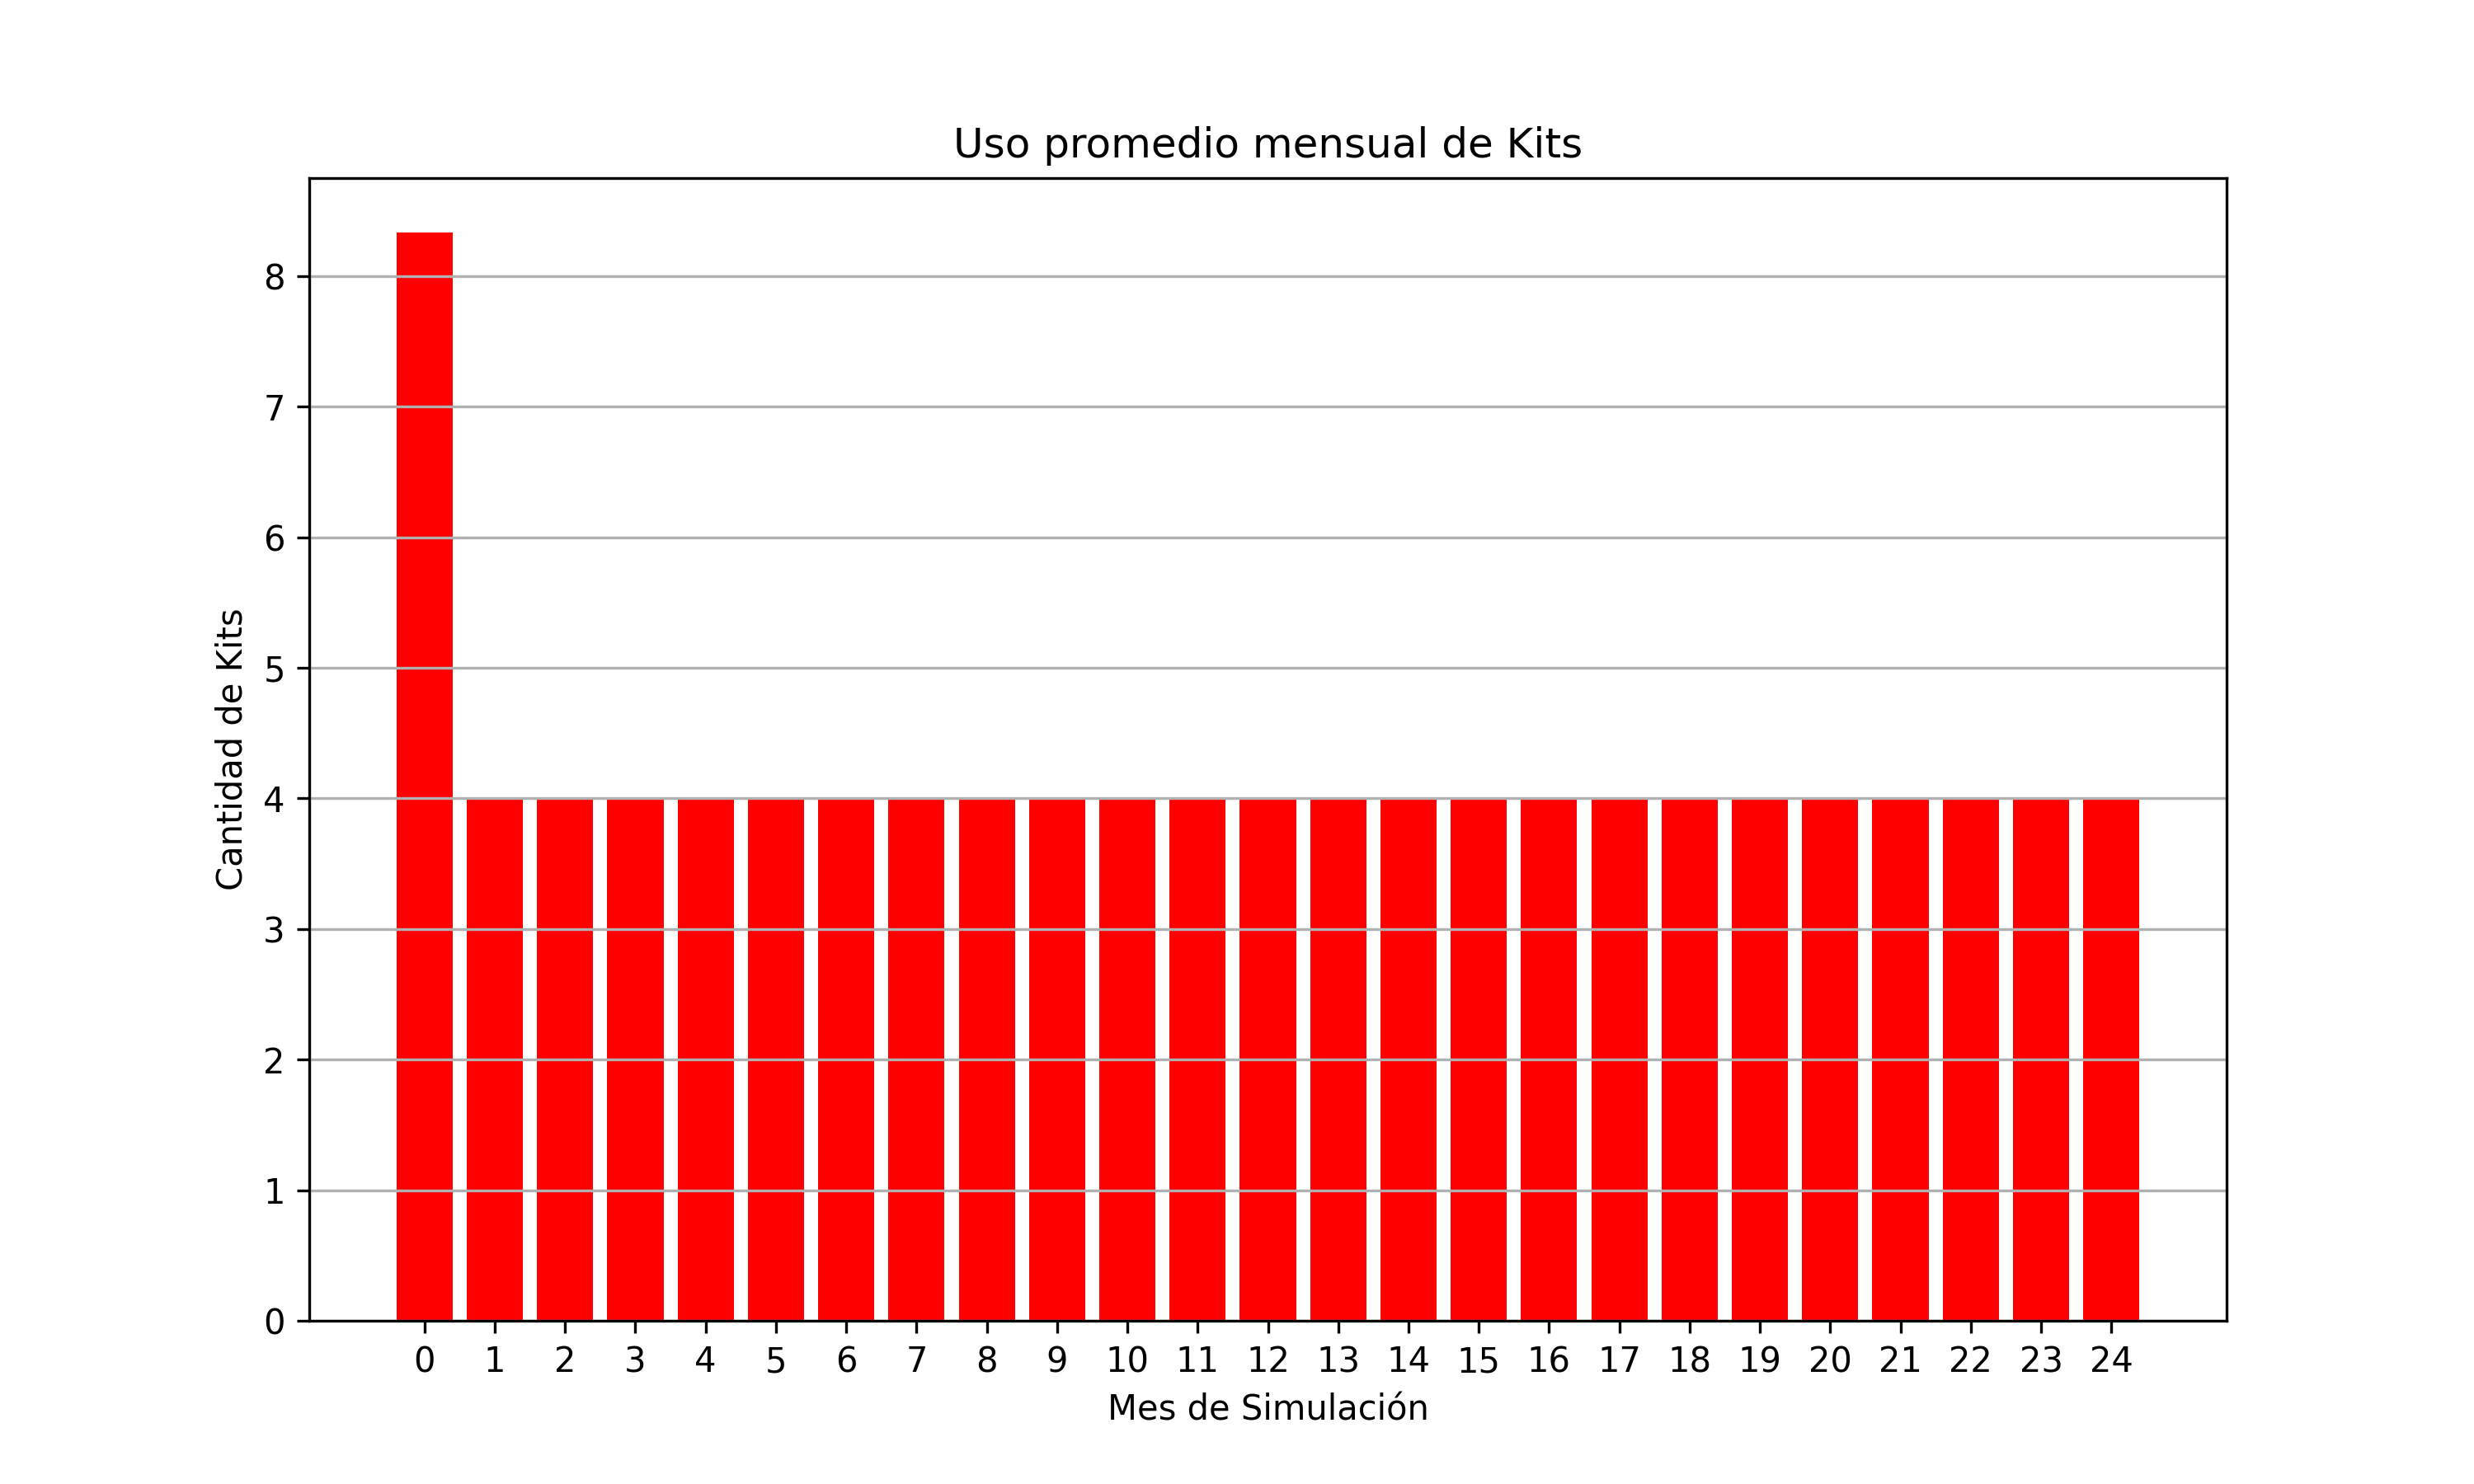 Uso promedio mensual de Kits
Cantidad de Kits
8
7
6
5
4
3
2
1
0
0 1 2 3 4 5 6 7 8 9 10 11 12 13 14 15 16 17 18 19 20 21 22 23 24
Mes de Simulación